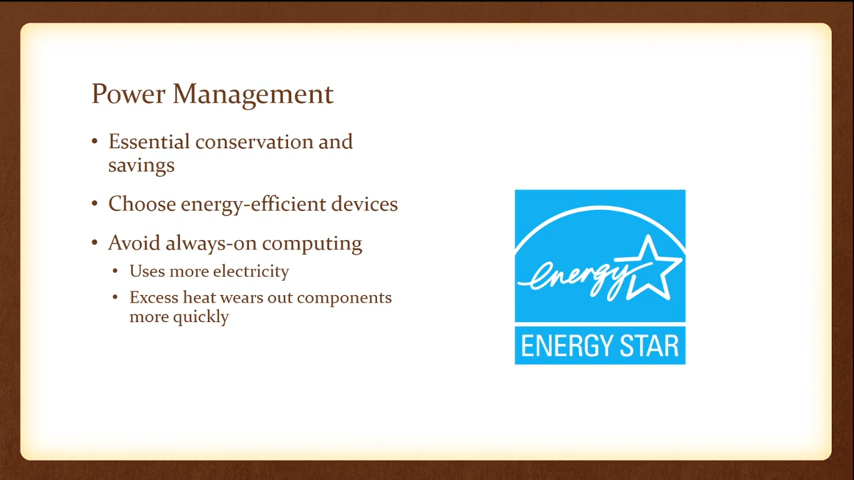 Power Management
• Essential conservation and
savings
• Choose energy-efficient devices
• Avoid always-on computing
• Uses more electricity
• Excess heat wears out components
more quickly
energy
ENERGY STAR